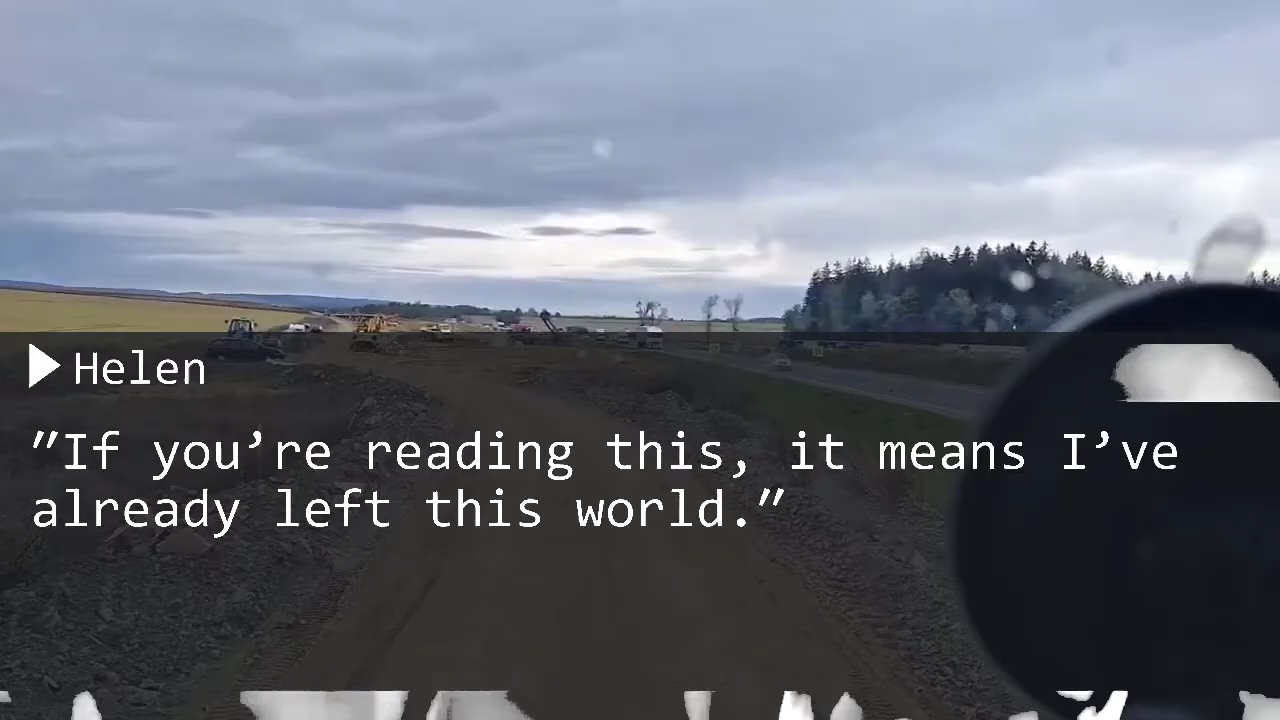 Helen
”If you’re reading this, it means I’ve
already left this world.”